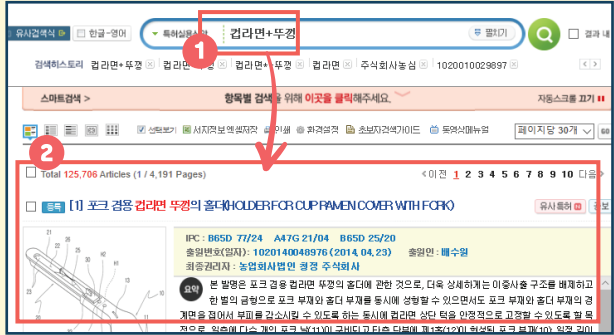 유사검색식
한글-영어
특허실용신안
컵라면+뚜껑
펼치기
결과 내
검색히스토리 컵라면+뚜껑 컵라면+뚜껑 컵라면+뚜껑 컵라면 주식회사농심 1020010029897
1
스마트검색 >
항목별 검색을 위해 이곳을 클릭해주세요.
자동스크롤 끄기
선택보기 서지정보엑셀저장 인쇄 환경설정 초보자검색가이드 동영상매뉴얼
페이지당 30개
60
2
Total 125,706 Articles (1 / 4,191 Pages)
<이전 1 2 3 4 5 6 7 8 9 10 다음>
등록 [1] 포크 겸용 컵라면 뚜껑의 홀더(HOLDER FOR CUP RAMEN COVER WITH FORK)
유사특허
공보
IPC : B65D 77/24 A47G 21/04 B65D 25/20
출원번호(일자) : 1020140048976 (2014.04.23) 출원인 : 배수원
최종권리자 : 농업회사법인 청정 주식회사
요약
본 발명은 포크 겸용 컵라면 뚜껑의 홀더에 관한 것으로, 더욱 상세하게는 이중사출 구조를 배제하고
한 벌의 금형으로 포크 부재와 홀더 부재를 동시에 성형할 수 있으면서도 포크 부재와 홀더 부재의 경
계면을 접어서 부피를 감소시킬 수 있도록 하는 동시에 컵라면 상단 턱을 안정적으로 고정할 수 있도록 할 목